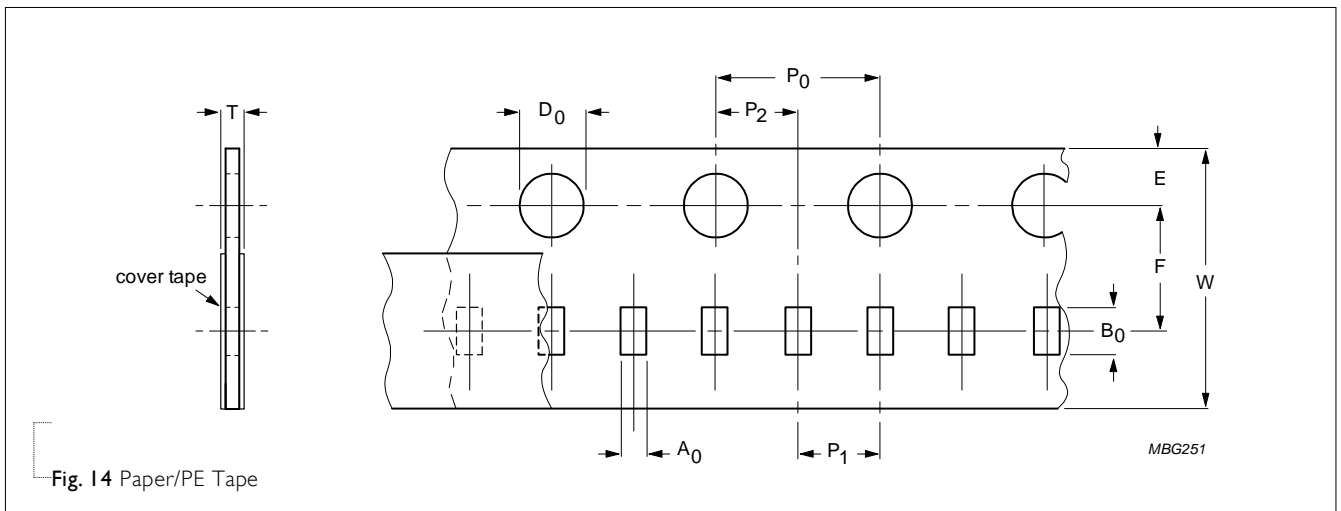 P0
T
D0
P2
E
F
W
cover tape
B0
A0
P1
MBG251
Fig. 14 Paper/PE Tape